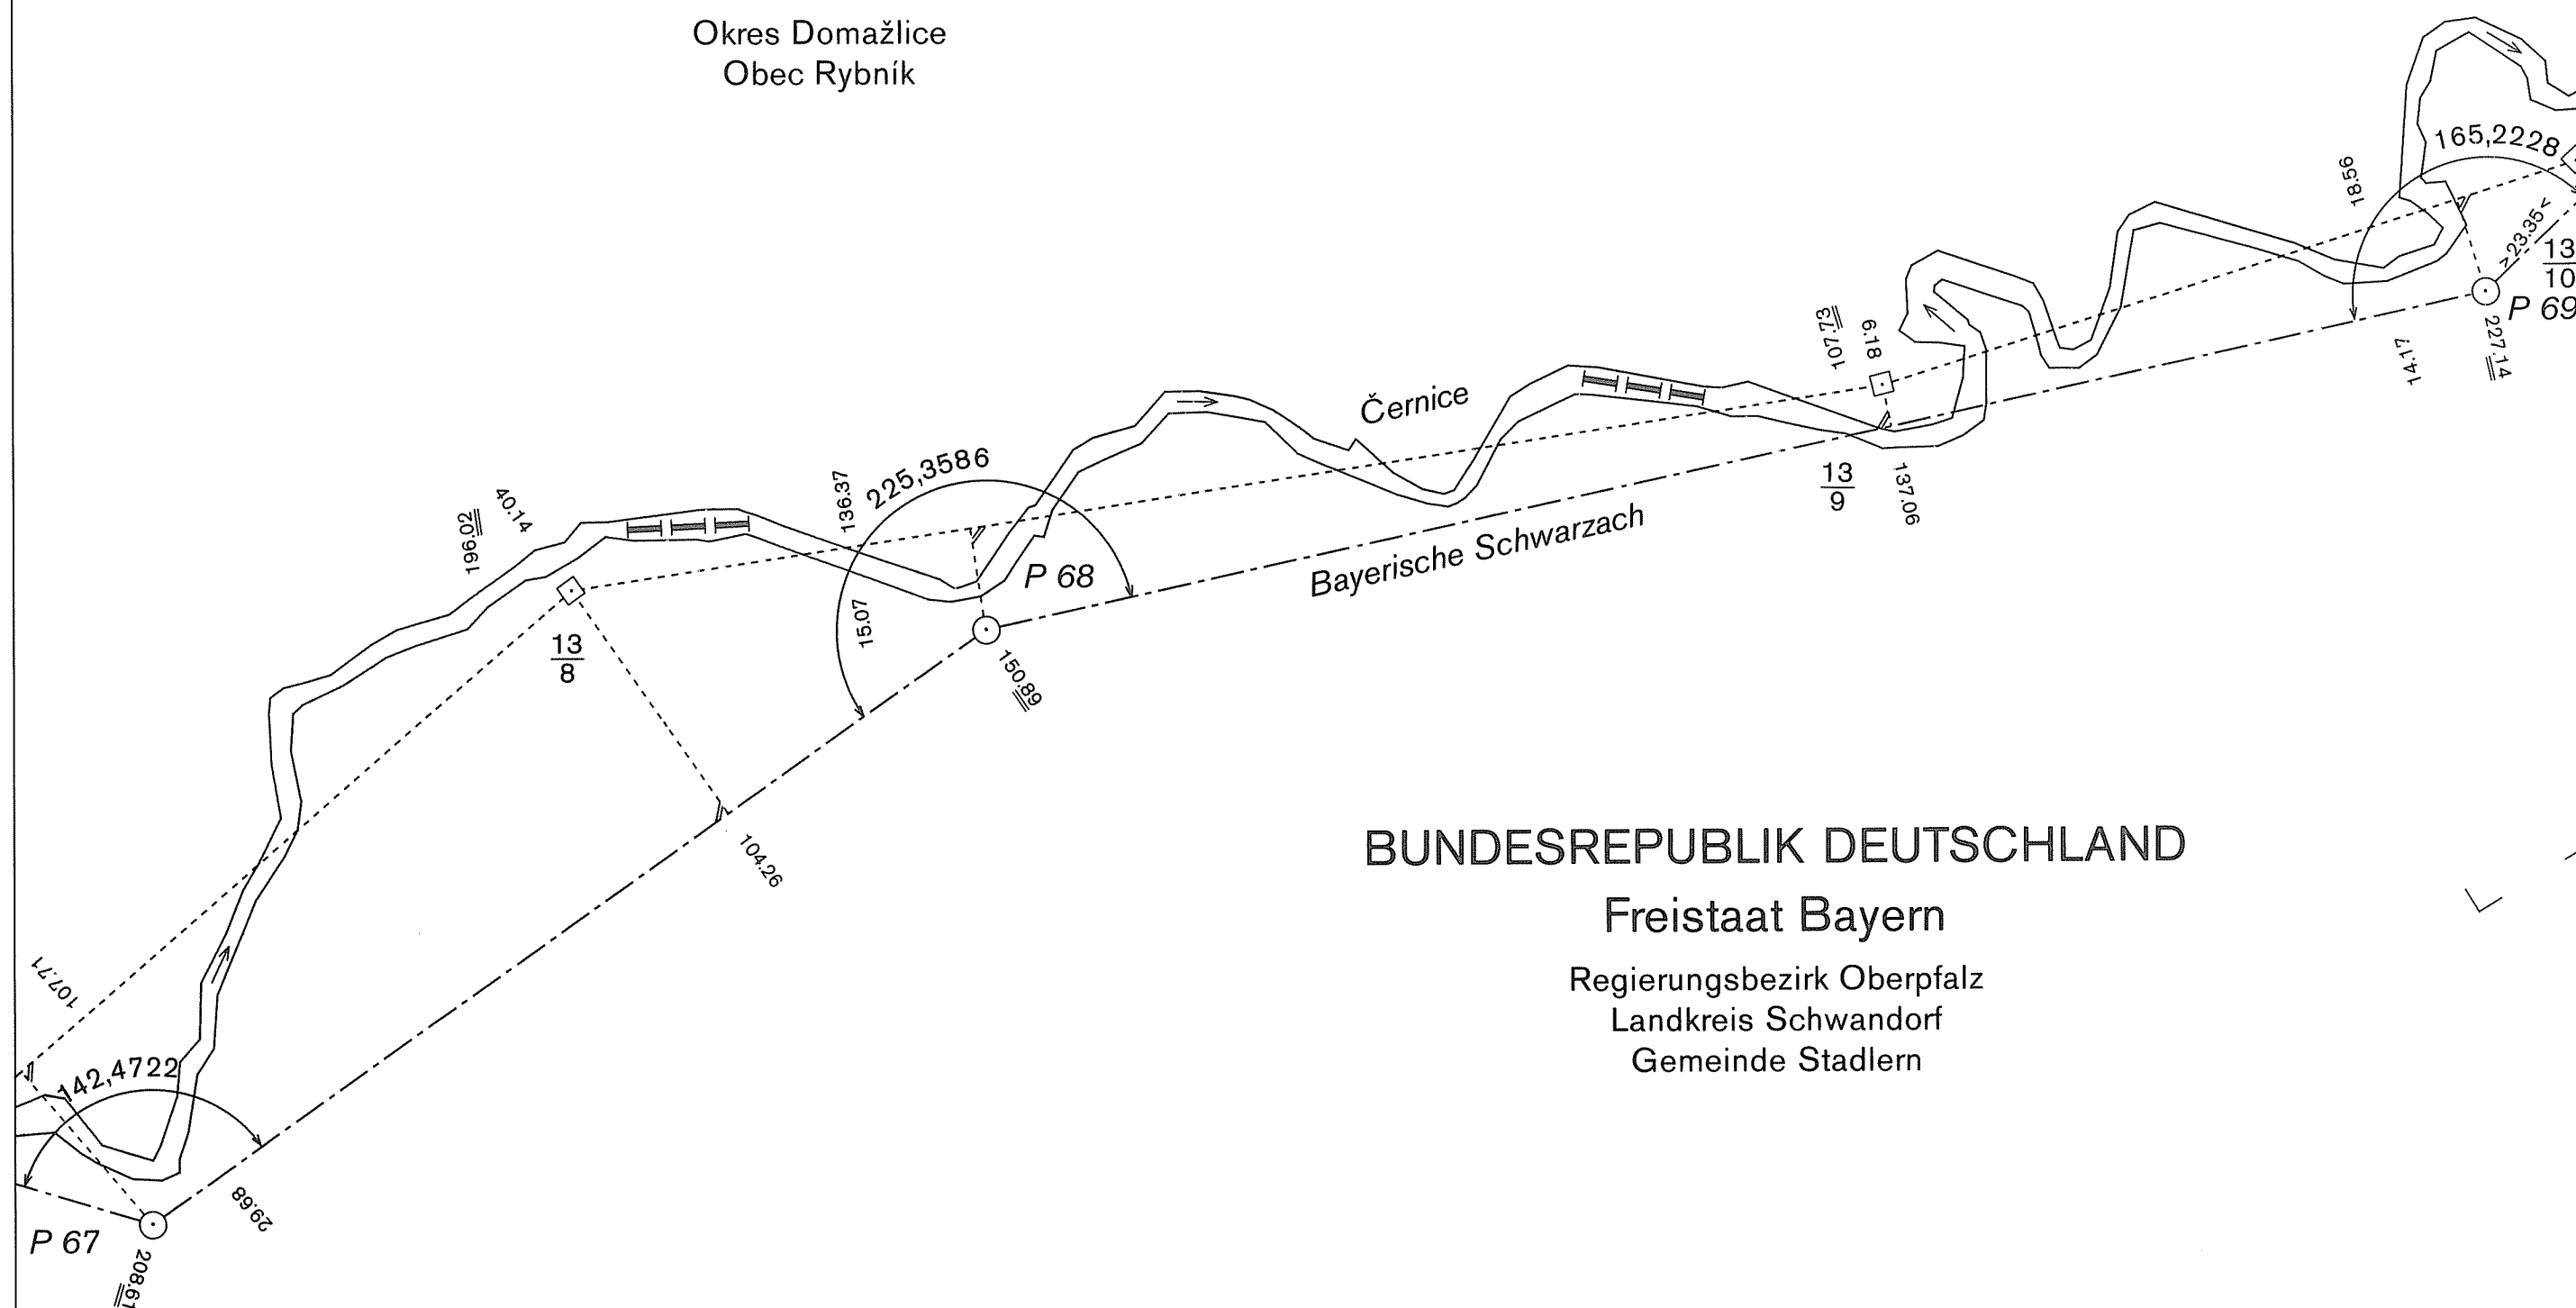 Okres Domažlice
Obec Rybník
165,2228
18.56
> 23.35 <
13
10
P 69
227.14
14.17
107.73
6.18
Černice
13
9
137.06
Bayerische Schwarzach
225,3586
136.37
40.14
196.02
P 68
15.07
13
8
150.89
104.26
BUNDESREPUBLIK DEUTSCHLAND
Freistaat Bayern
Regierungsbezirk Oberpfalz
Landkreis Schwandorf
Gemeinde Stadlern
107.71
142,4722
29.68
P 67
208.61